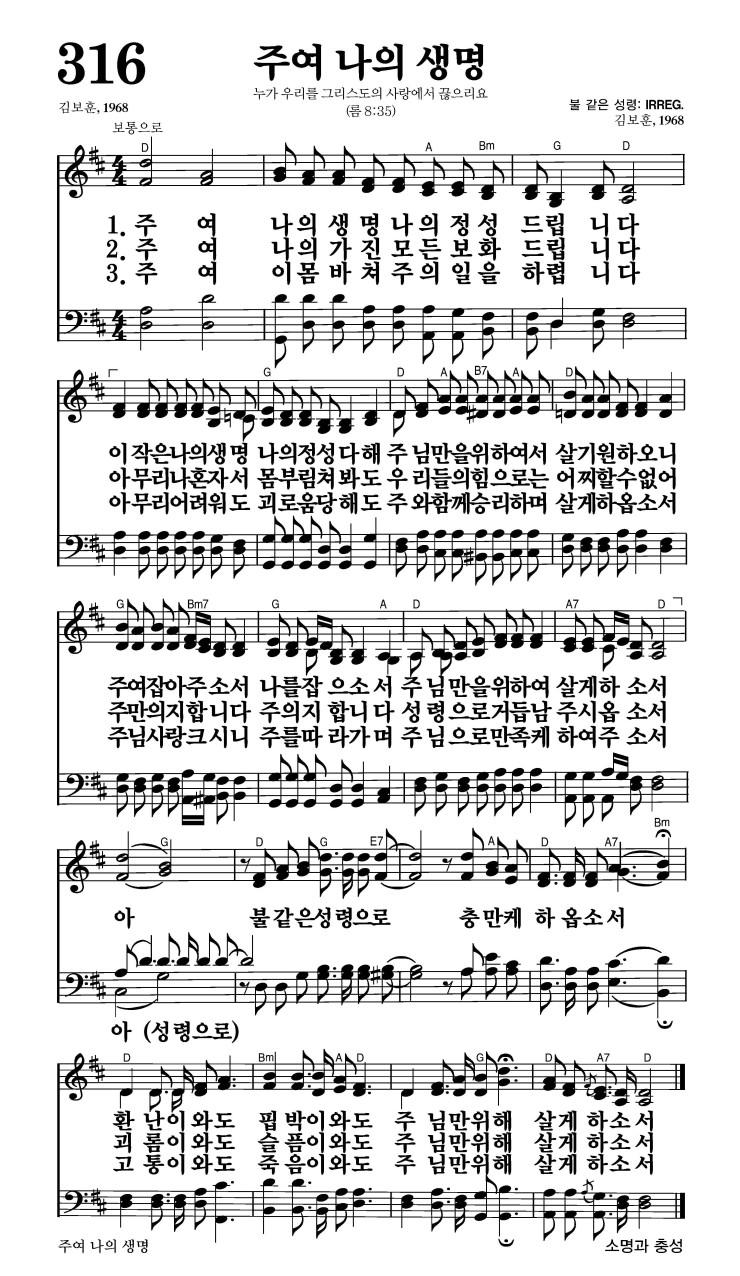 316
주여 나의 생명
누가 우리를 그리스도의 사랑에서 끊으리요
(롬 8:35)
김보훈, 1968
불 같은 성령: IRREG.
김보훈, 1968
보통으로
D A Bm G D
1. 주 여 나의 생 명 나의 정성 드립 니다
2. 주 여 나의 가 진 모든 보화 드립 니다
3. 주 여 이몸 바 쳐 주의 일을 하렵 니다
G D A B7 A D
이 작은나의생 명 나의정성다해 주 님만을위하여서 살기원하오니
아무리나혼자서 몸부림쳐봐도 우 리들의힘으로는 어찌할수없어
아무리어려워도 괴로움당해도 주 와함께승리하며 살게하옵소서
G Bm7 G A D A7 D
주여잡아주소서 나를잡 으소서 주 님만을위하여 살게하 소서
주만의지합니다 주의지 합니다 성 령으로거듭남 주시옵 소서
주님사랑크시니 주를따 라가며 주 님으로만족케 하여주 소서
G D G E7 A D A7 Bm
아 불같은성령으로 충만케 하 옵소서
아 (성령으로)
D Bm A D G D A7 D
환 난이와도 핍 박이와도 주 님만위해 살게 하소서
괴 롬이와도 슬 픔이와도 주 님만위해 살게 하소서
고 통이와도 죽 음이와도 주 님만위해 살게 하소서
주여 나의 생명
소명과 충성